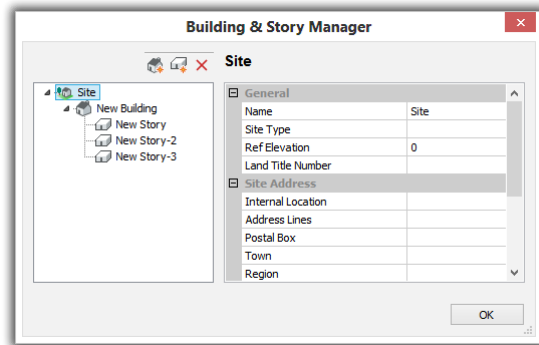 Building & Story Manager
Site
Site
New Building
New Story
New Story-2
New Story-3
General
Name Site
Site Type
Ref Elevation 0
Land Title Number
Site Address
Internal Location
Address Lines
Postal Box
Town
Region
OK